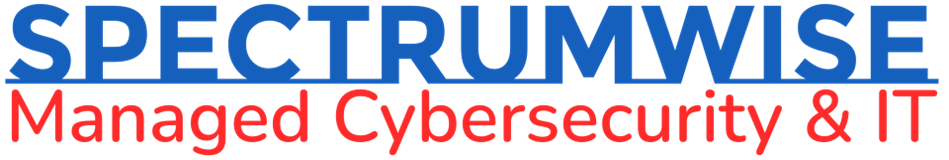 SPECTRUMWISE
Managed Cybersecurity & IT